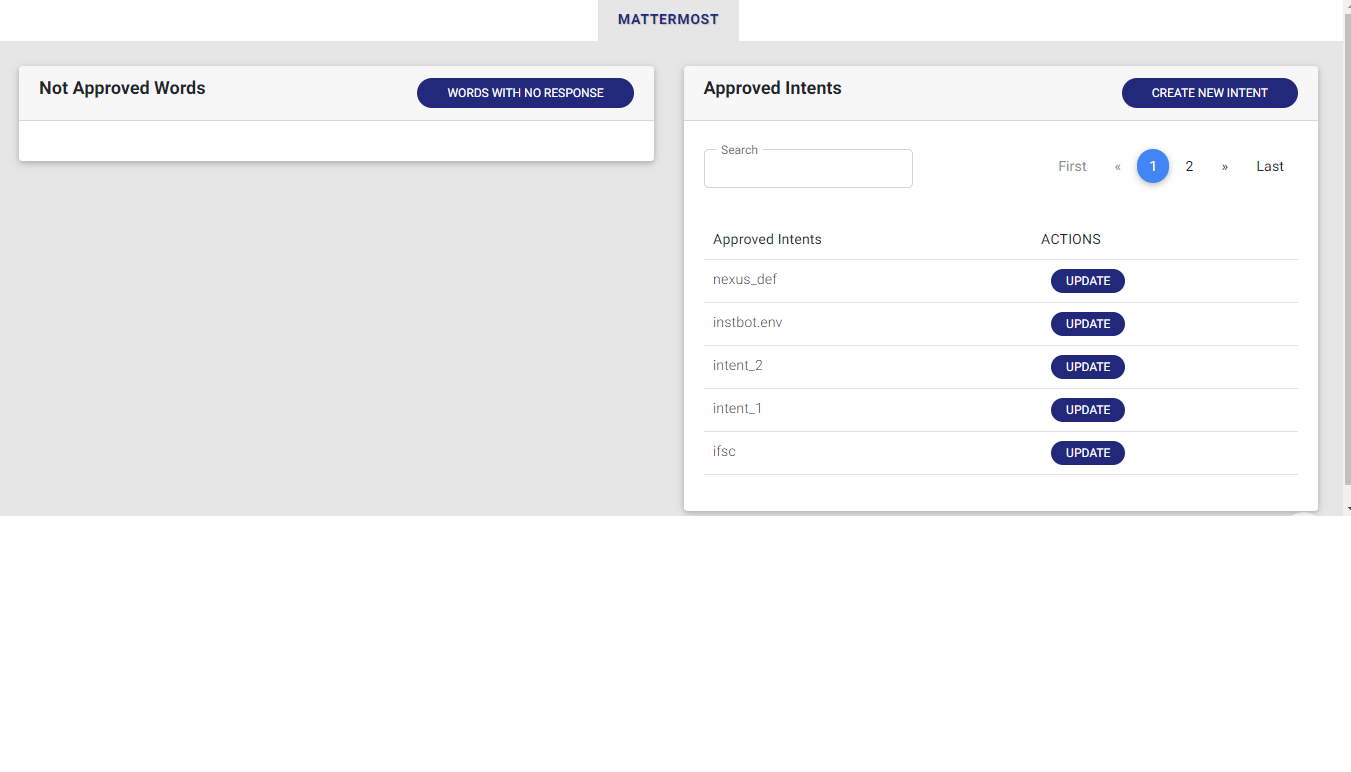 MATTERMOST
Not Approved Words
WORDS WITH NO RESPONSE
Approved Intents
CREATE NEW INTENT
Search
First « 1 2 » Last
Approved Intents ACTIONS
nexus_def UPDATE
instbot.env UPDATE
intent_2 UPDATE
intent_1 UPDATE
ifsc UPDATE